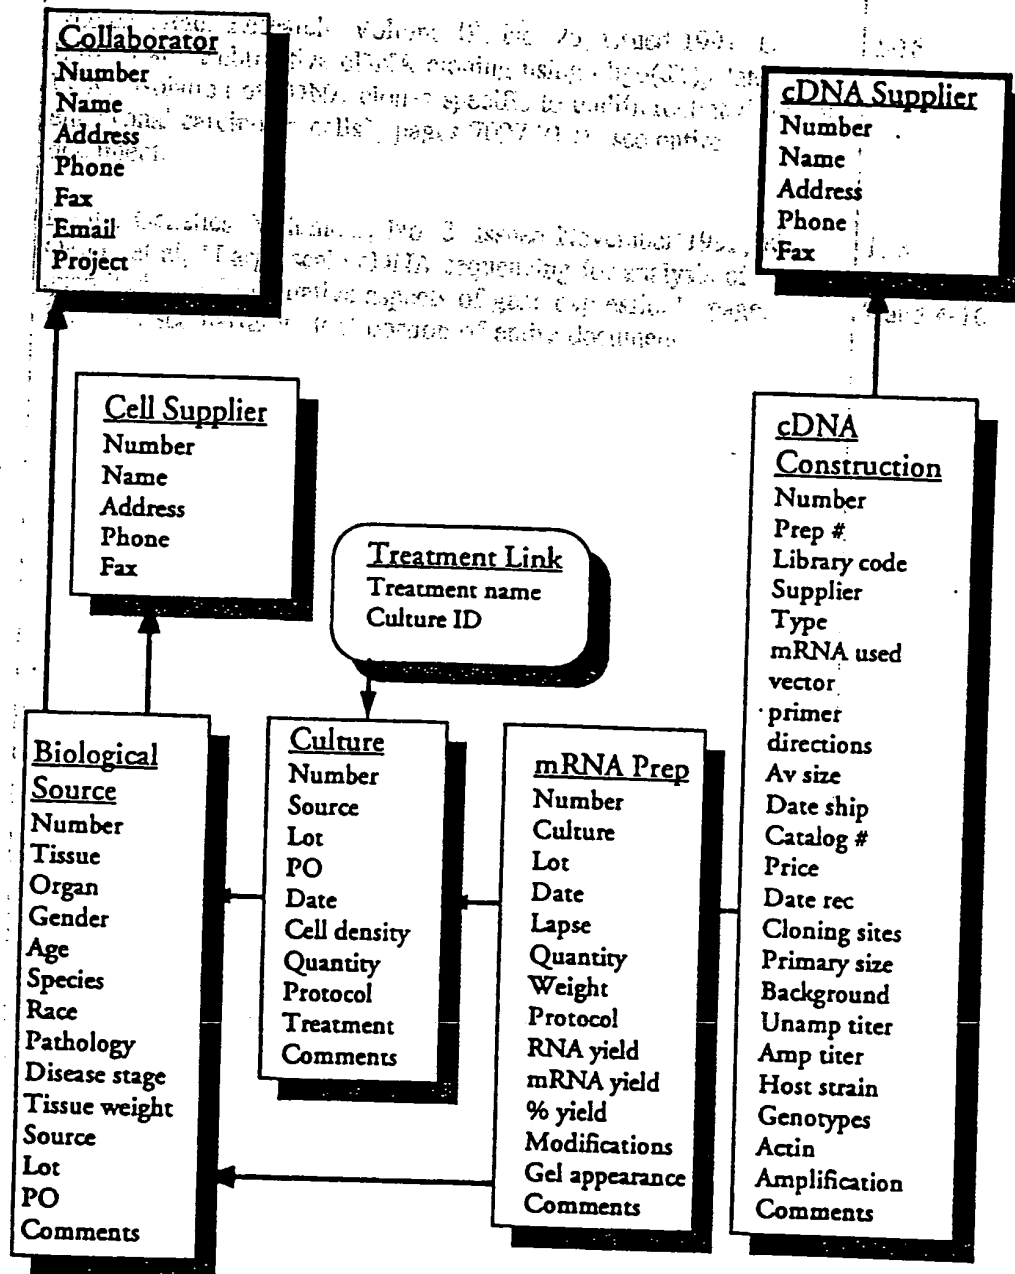 Collaborator
Number
Name
Address
Phone
Fax
Email
Project
cDNA Supplier
Number
Name
Address
Phone
Fax
Cell Supplier
Number
Name
Address
Phone
Fax
Treatment Link
Treatment name
Culture ID
cDNA
Construction
Number
Prep #
Library code
Supplier
Type
mRNA used
vector
primer
directions
Av size
Date ship
Catalog #
Price
Date rec
Cloning sites
Primary size
Background
Unamp titer
Amp titer
Host strain
Genotypes
Actin
Amplification
Comments
Biological
Source
Number
Tissue
Organ
Gender
Age
Species
Race
Pathology
Disease stage
Tissue weight
Source
Lot
PO
Comments
Culture
Number
Source
Lot
PO
Date
Cell density
Quantity
Protocol
Treatment
Comments
mRNA Prep
Number
Culture
Lot
Date
Lapse
Quantity
Weight
Protocol
RNA yield
mRNA yield
% yield
Modifications
Gel appearance
Comments